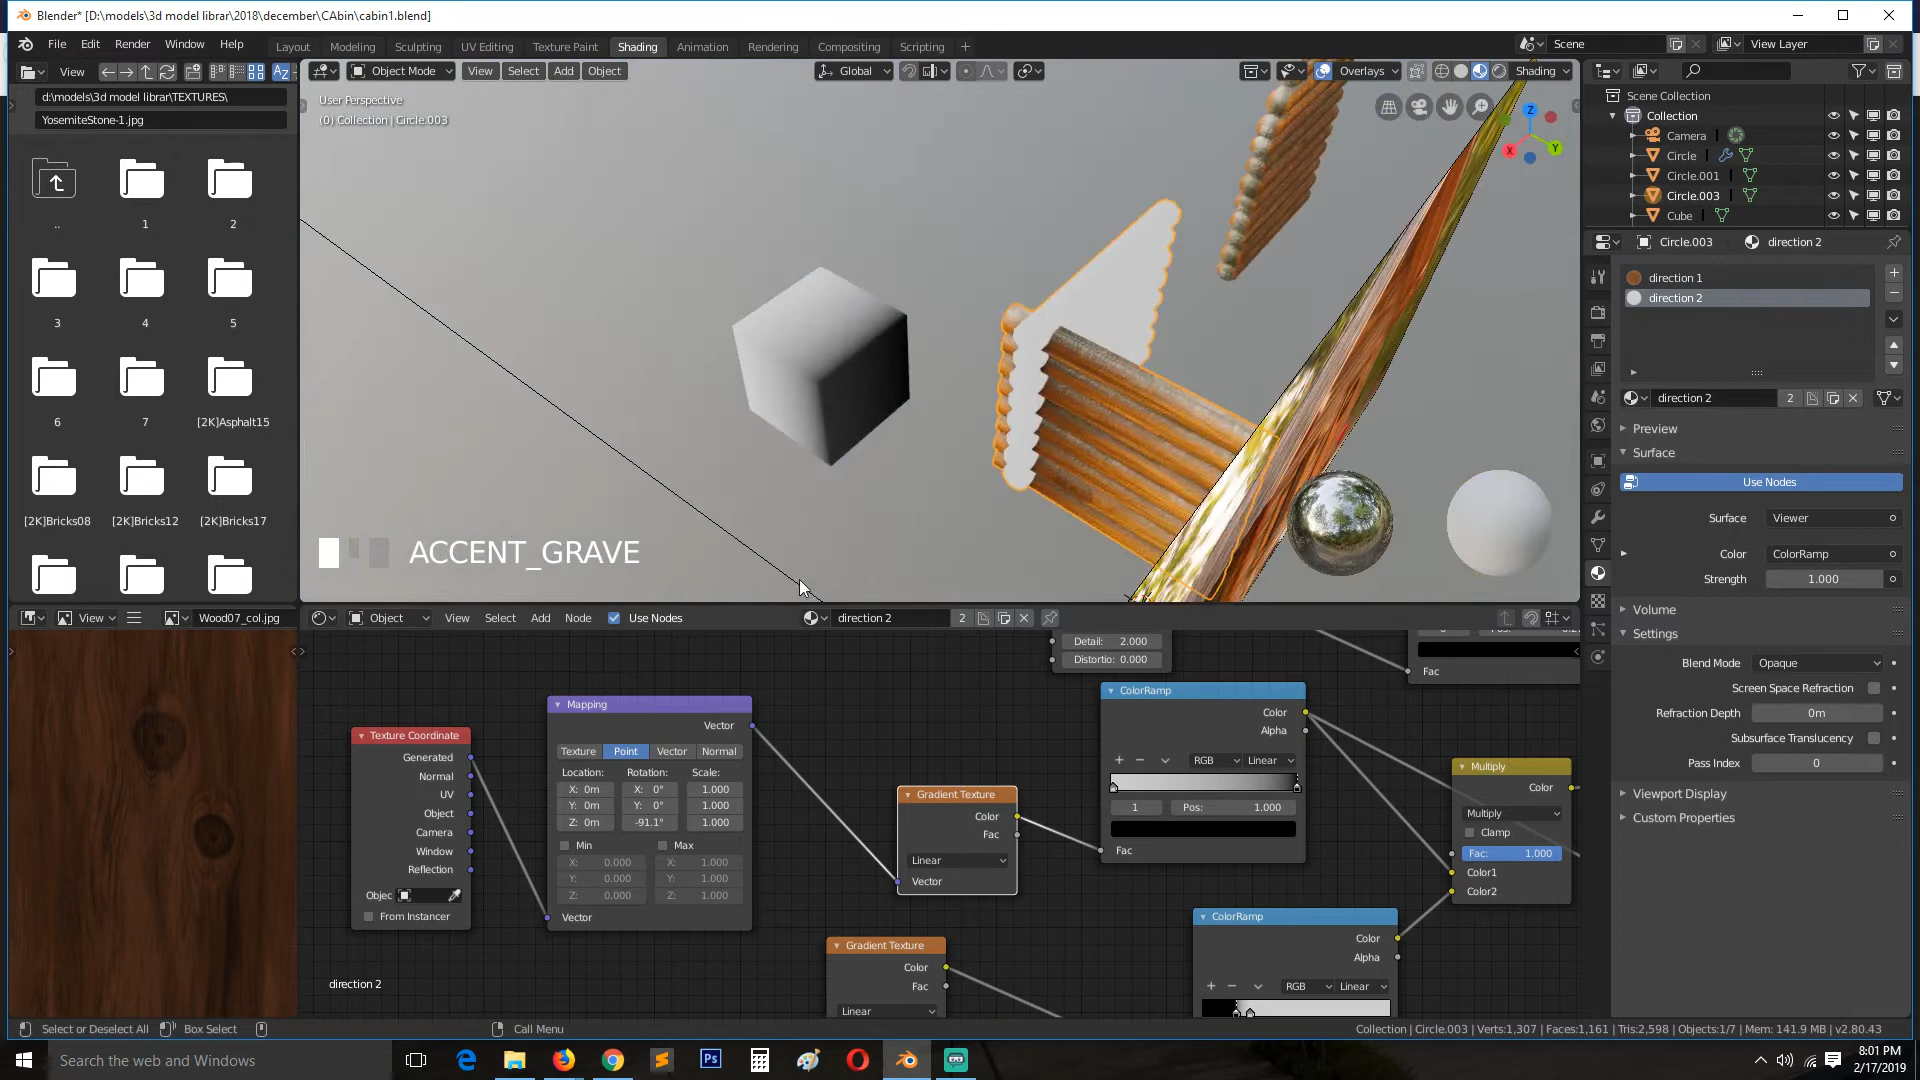 Blender* [D:\models\3d model librar\2018\december\CAbin\cabin1.blend]
File Edit Render Window Help
Layout Modeling Sculpting UV Editing Texture Paint Shading Animation Rendering Compositing Scripting +
Scene
View Layer
View
Object Mode View Select Add Object
Global
Overlays
Shading
d:\models\3d model librar\TEXTURES\
YosemiteStone-1.jpg
..
1
2
3
4
5
6
7
[2K]Asphalt15
[2K]Bricks08
[2K]Bricks12
[2K]Bricks17
User Perspective
(0) Collection | Circle.003
X
Y
Z
ACCENT_GRAVE
Scene Collection
Collection
Camera
Circle
Circle.001
Circle.003
Cube
Circle.003
direction 2
direction 1
direction 2
direction 2
2
Preview
Surface
Use Nodes
Surface Viewer
Color ColorRamp
Strength 1.000
Volume
Settings
Blend Mode Opaque
Screen Space Refraction
Refraction Depth 0m
Subsurface Translucency
Pass Index 0
Viewport Display
Custom Properties
View
Wood07_col.jpg
Object View Select Add Node Use Nodes
direction 2
2
Texture Coordinate
Generated
Normal
UV
Object
Camera
Window
Reflection
Objec
From Instancer
Mapping
Vector
Texture Point Vector Normal
Location: Rotation: Scale:
X: 0m X: 0° 1.000
Y: 0m Y: 0° 1.000
Z: 0m -91.1° 1.000
Min Max
X: 0.000 X: 1.000
Y: 0.000 Y: 1.000
Z: 0.000 Z: 1.000
Vector
Gradient Texture
Color
Fac
Linear
Vector
Gradient Texture
Color
Fac
Linear
Detail: 2.000
Distortio: 0.000
ColorRamp
Color
Alpha
RGB Linear
1 Pos: 1.000
Fac
ColorRamp
Color
Alpha
RGB Linear
Fac
Multiply
Color
Multiply
Clamp
Fac: 1.000
Color1
Color2
direction 2
Select or Deselect All Box Select Call Menu
Collection | Circle.003 | Verts:1,307 | Faces:1,161 | Tris:2,598 | Objects:1/7 | Mem: 141.9 MB | v2.80.43
Search the web and Windows
8:01 PM
2/17/2019